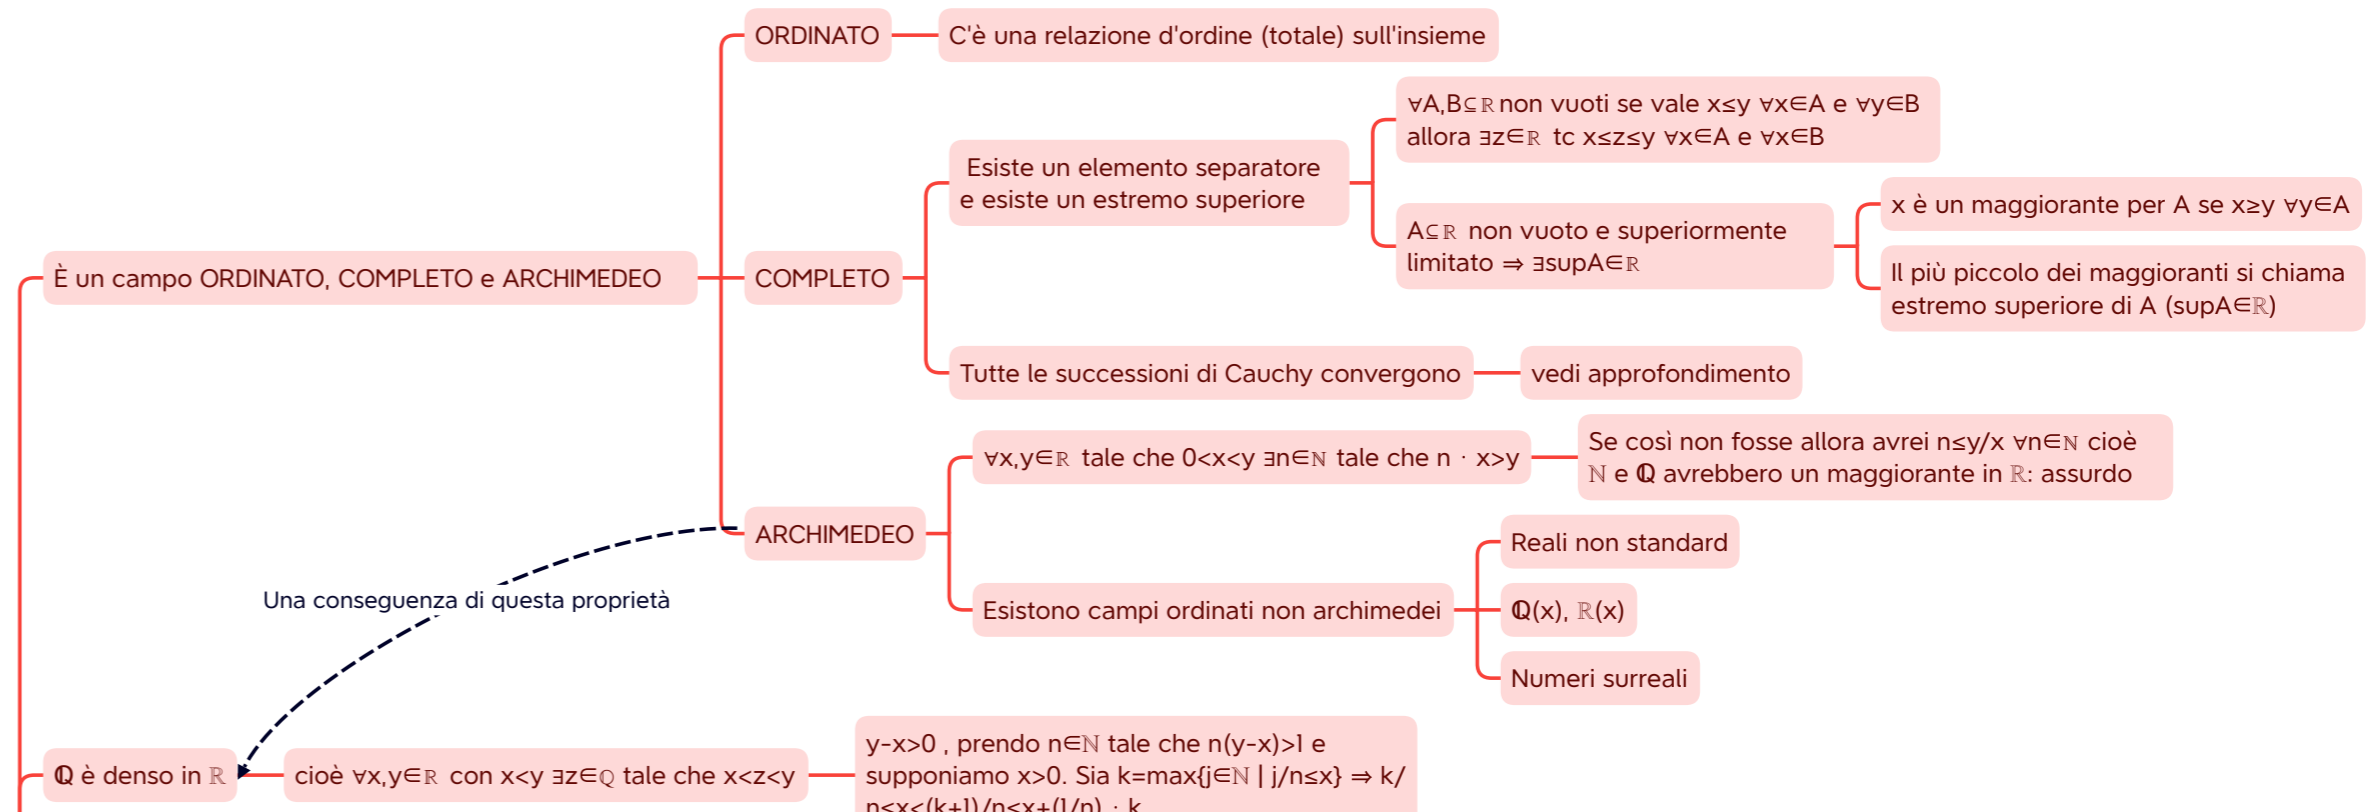 ORDINATO
C'è una relazione d'ordine (totale) sull'insieme
∀A,B⊆ℝ non vuoti se vale x≤y ∀x∈A e ∀y∈B
allora ∃z∈ℝ tc x≤z≤y ∀x∈A e ∀x∈B
Esiste un elemento separatore
e esiste un estremo superiore
x è un maggiorante per A se x≥y ∀y∈A
A⊆ℝ non vuoto e superiormente
limitato ⇒ ∃supA∈ℝ
Il più piccolo dei maggioranti si chiama
estremo superiore di A (supA∈ℝ)
È un campo ORDINATO, COMPLETO e ARCHIMEDEO
COMPLETO
Tutte le successioni di Cauchy convergono
vedi approfondimento
∀x,y∈ℝ tale che 0<x<y ∃n∈ℕ tale che n · x>y
Se così non fosse allora avrei n≤y/x ∀n∈ℕ cioè
ℕ e ℚ avrebbero un maggiorante in ℝ: assurdo
ARCHIMEDEO
Reali non standard
Una conseguenza di questa proprietà
Esistono campi ordinati non archimedei
ℚ(x), ℝ(x)
Numeri surreali
ℚ è denso in ℝ
cioè ∀x,y∈ℝ con x<y ∃z∈ℚ tale che x<z<y
y-x>0 , prendo n∈ℕ tale che n(y-x)>1 e
supponiamo x>0. Sia k=max{j∈ℕ | j/n≤x} ⇒ k/